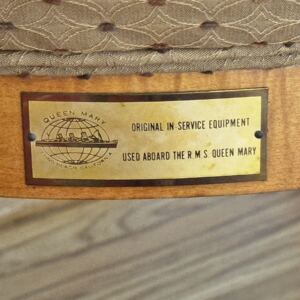 QUEEN MARY
LONG BEACH, CALIFORNIA
ORIGINAL IN-SERVICE EQUIPMENT
USED ABOARD THE R.M.S. QUEEN MARY